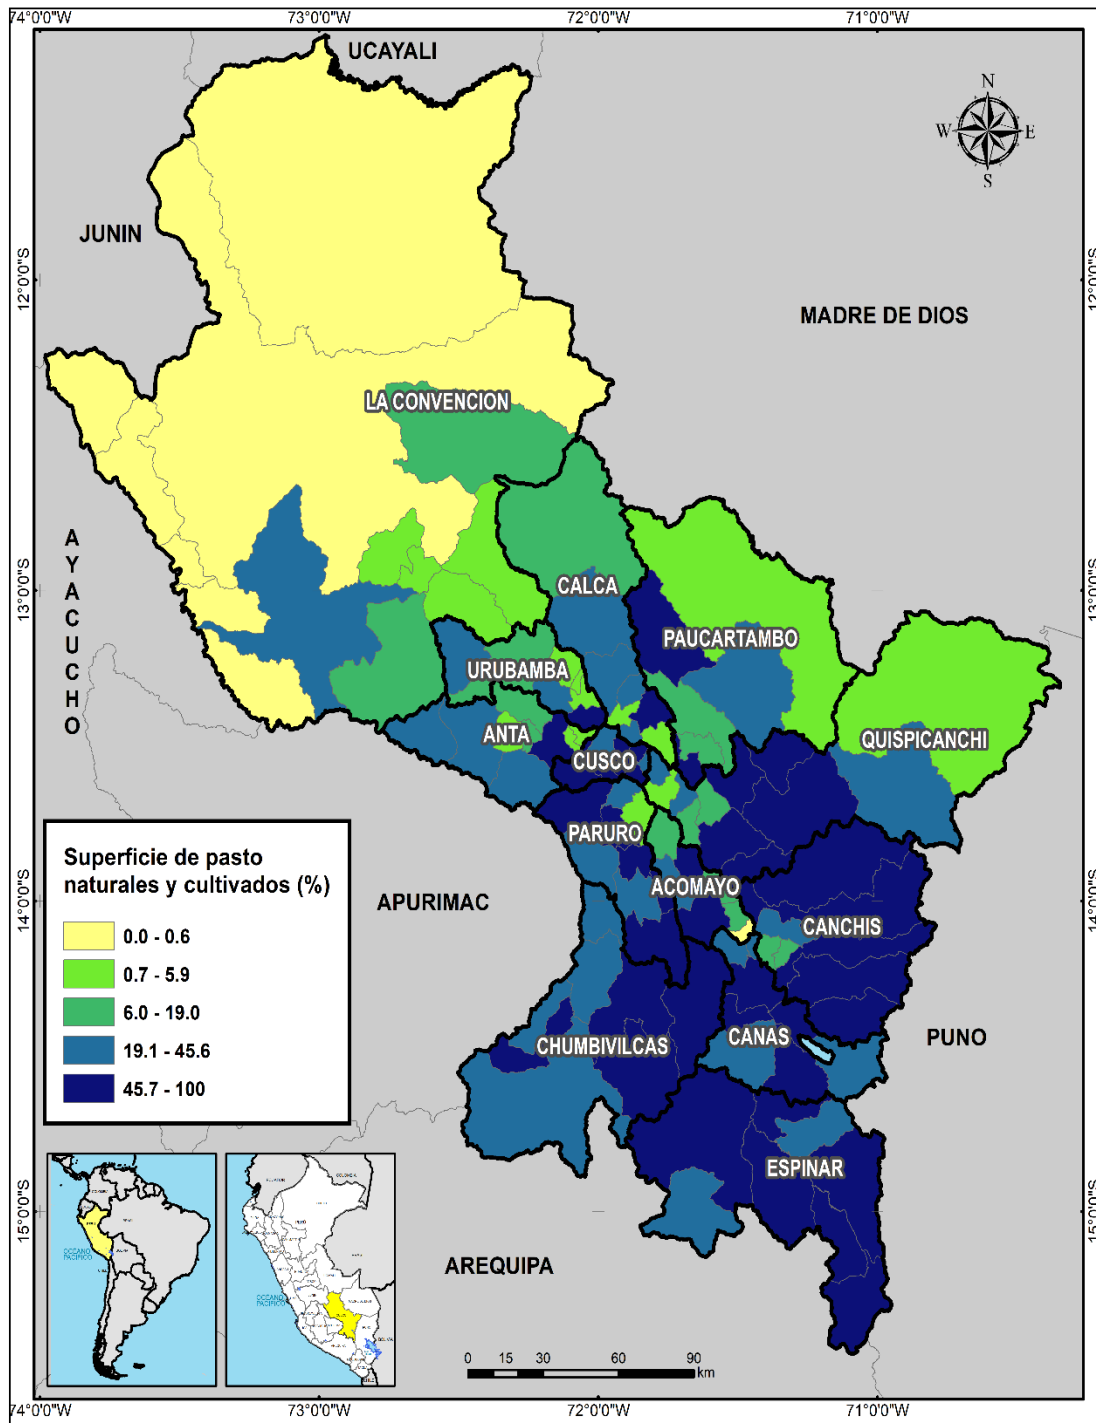 74°0'0"W
73°0'0"W
72°0'0"W
71°0'0"W
UCAYALI
N
W
E
S
JUNIN
12°0'0"S
12°0'0"S
MADRE DE DIOS
LA CONVENCION
AYACUCHO
13°0'0"S
13°0'0"S
CALCA
PAUCARTAMBO
URUBAMBA
ANTA
QUISPICANCHI
CUSCO
PARURO
Superficie de pasto
naturales y cultivados (%)
0.0 - 0.6
0.7 - 5.9
6.0 - 19.0
19.1 - 45.6
45.7 - 100
ACOMAYO
APURIMAC
14°0'0"S
14°0'0"S
CANCHIS
CHUMBIVILCAS
CANAS
PUNO
ESPINAR
15°0'0"S
15°0'0"S
AREQUIPA
OCEANO
PACIFICO
OCEANO
PACIFICO
0 15 30 60 90
km
74°0'0"W
73°0'0"W
72°0'0"W
71°0'0"W